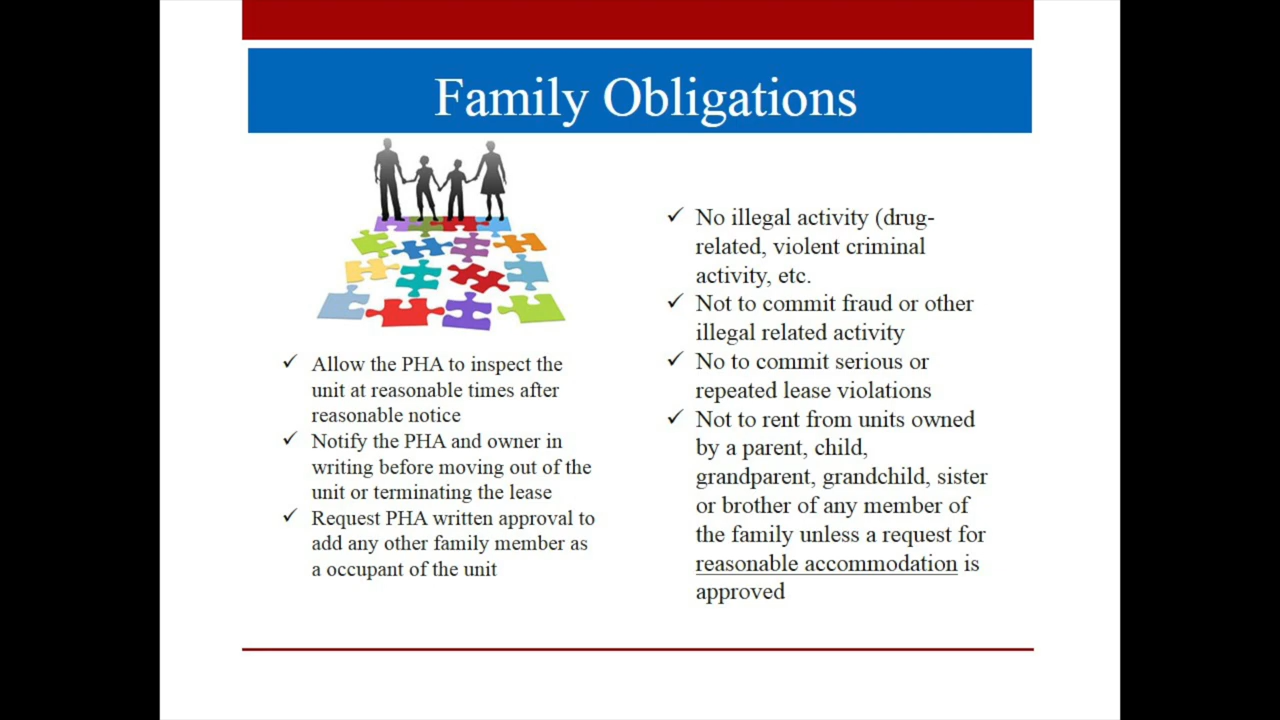 Family Obligations
✓ Allow the PHA to inspect the
unit at reasonable times after
reasonable notice
✓ Notify the PHA and owner in
writing before moving out of the
unit or terminating the lease
✓ Request PHA written approval to
add any other family member as
a occupant of the unit
✓ No illegal activity (drug-
related, violent criminal
activity, etc.
✓ Not to commit fraud or other
illegal related activity
✓ No to commit serious or
repeated lease violations
✓ Not to rent from units owned
by a parent, child,
grandparent, grandchild, sister
or brother of any member of
the family unless a request for
reasonable accommodation is
approved